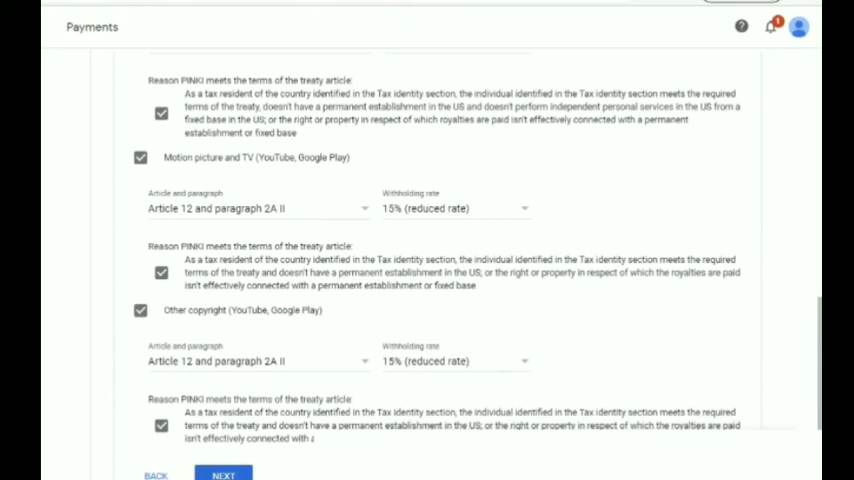 Payments
1
Reason PINKI meets the terms of the treaty article:
As a tax resident of the country identified in the Tax identity section, the individual identified in the Tax identity section meets the required
terms of the treaty, doesn't have a permanent establishment in the US and doesn't perform independent personal services in the US from a
fixed base in the US; or the right or property in respect of which royalties are paid isn't effectively connected with a permanent
establishment or fixed base
Motion picture and TV (YouTube, Google Play)
Article and paragraph Withholding rate
Article 12 and paragraph 2A II 15% (reduced rate)
Reason PINKI meets the terms of the treaty article:
As a tax resident of the country identified in the Tax identity section, the individual identified in the Tax identity section meets the required
terms of the treaty and doesn't have a permanent establishment in the US; or the right or property in respect of which the royalties are paid
isn't effectively connected with a permanent establishment or fixed base
Other copyright (YouTube, Google Play)
Article and paragraph Withholding rate
Article 12 and paragraph 2A II 15% (reduced rate)
Reason PINKI meets the terms of the treaty article:
As a tax resident of the country identified in the Tax identity section, the individual identified in the Tax identity section meets the required
terms of the treaty and doesn't have a permanent establishment in the US; or the right or property in respect of which the royalties are paid
isn't effectively connected with a
BACK NEXT